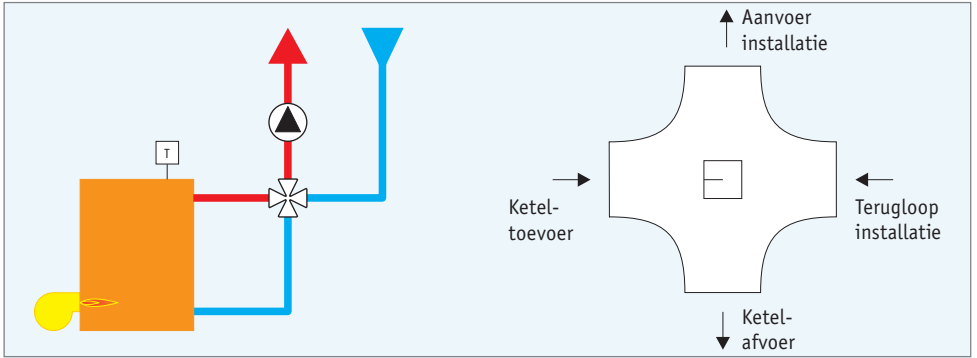 T
Aanvoer
installatie
Ketel-
toevoer
Terugloop
installatie
Ketel-
afvoer